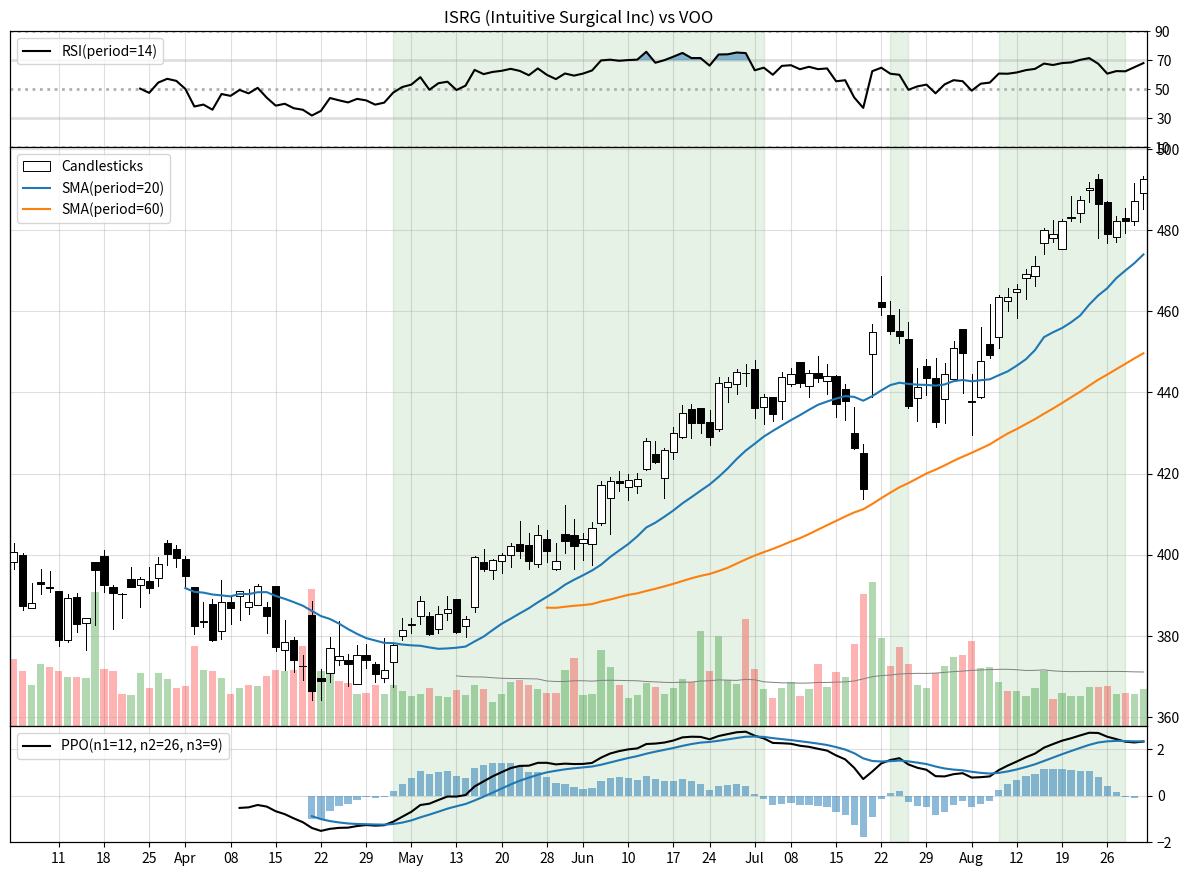 ISRG (Intuitive Surgical Inc) vs VOO
RSI(period=14)
90
70
50
30
10
Candlesticks
SMA(period=20)
SMA(period=60)
500
480
460
440
420
400
380
360
PPO(n1=12, n2=26, n3=9)
2
0
−2
11 18 25 Apr 08 15 22 29 May 13 20 28 Jun 10 17 24 Jul 08 15 22 29 Aug 12 19 26